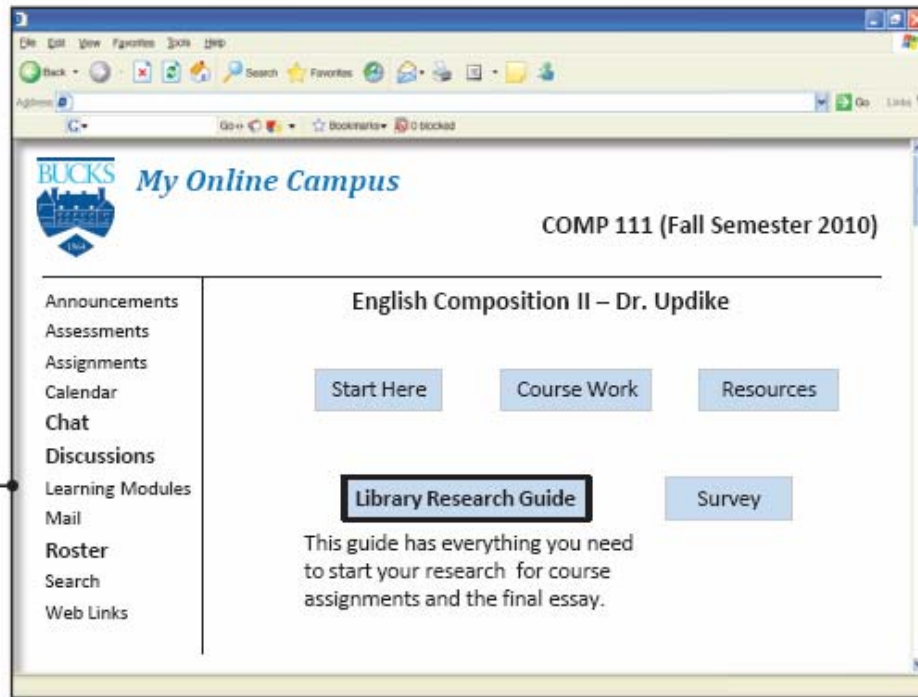 File Edit View Favorites Tools Help
Back Search Favorites
Address Go Links
G Go Bookmarks 0 blocked
BUCKS
1964
My Online Campus
COMP 111 (Fall Semester 2010)
English Composition II – Dr. Updike
Announcements
Assessments
Assignments
Calendar
Chat
Discussions
Learning Modules
Mail
Roster
Search
Web Links
Start Here
Course Work
Resources
Library Research Guide
Survey
This guide has everything you need
to start your research for course
assignments and the final essay.